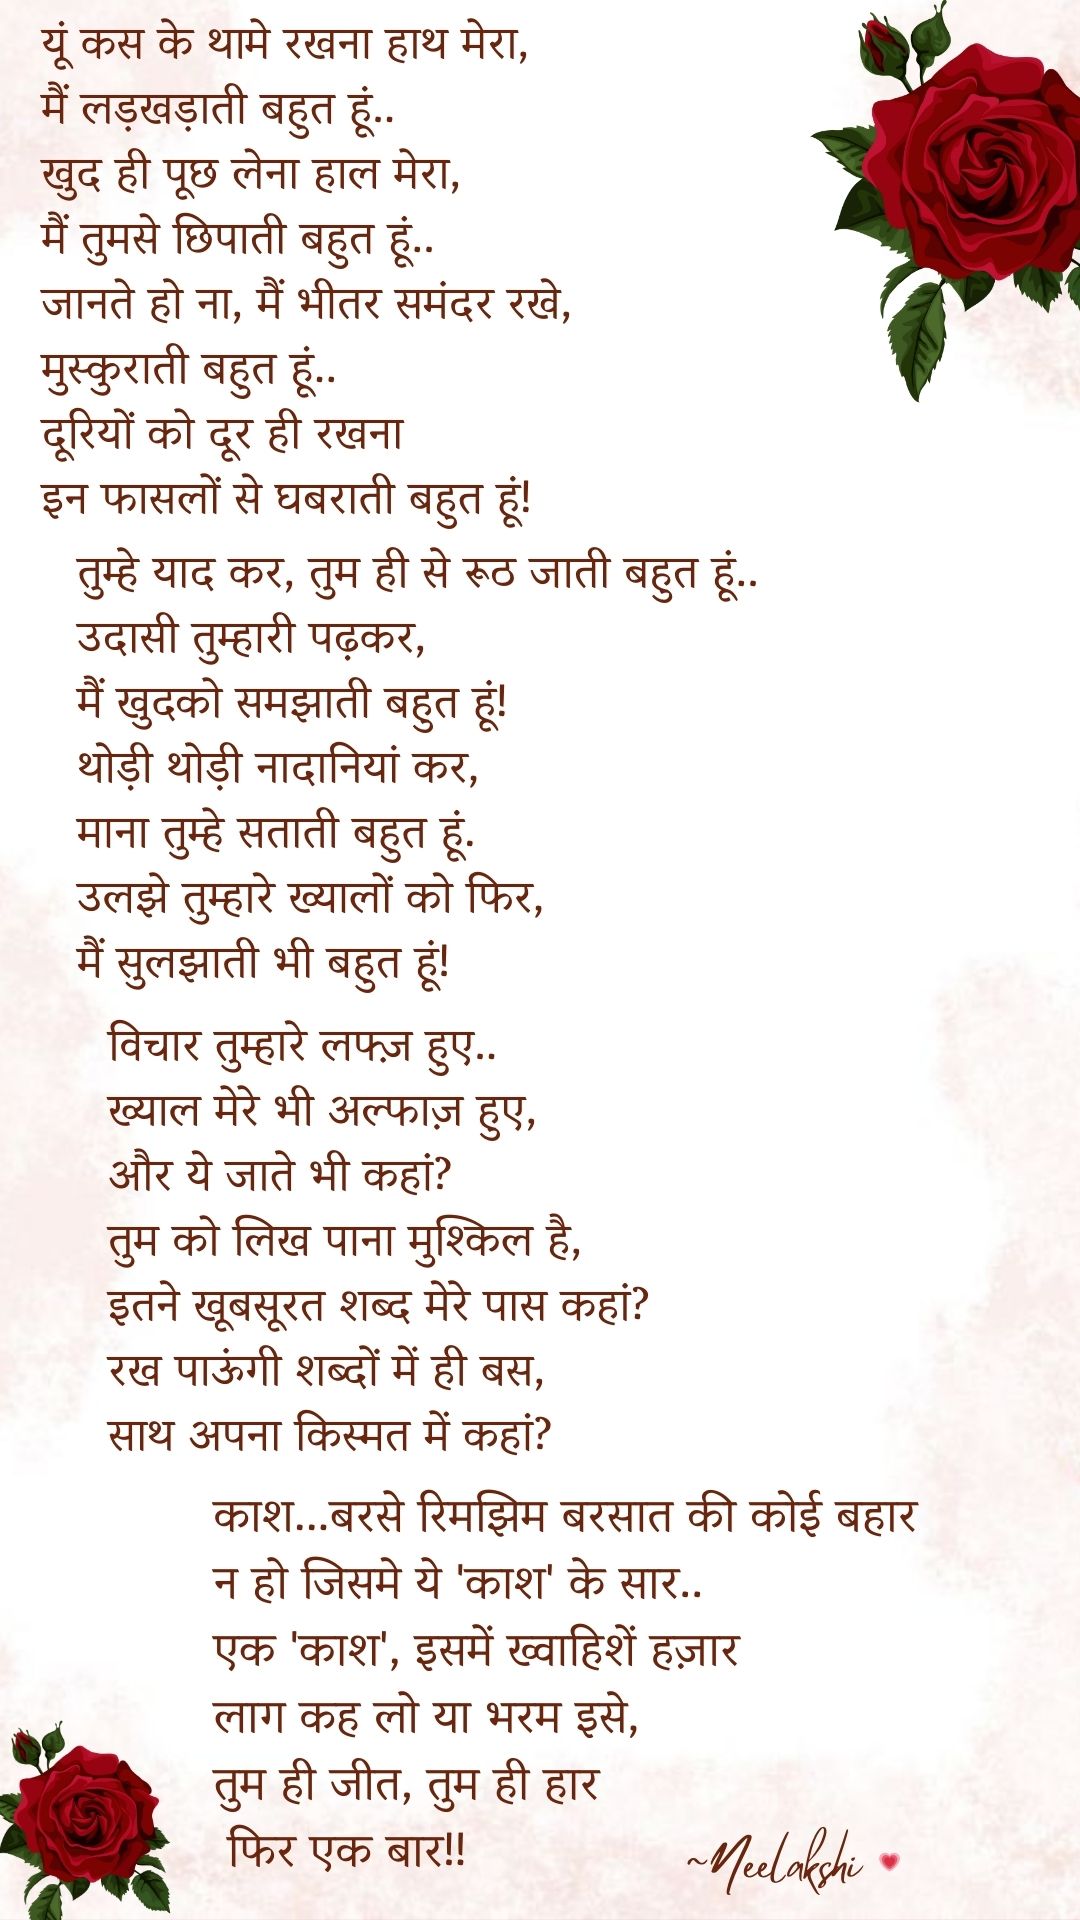 यूं कस के थामे रखना हाथ मेरा,
मैं लड़खड़ाती बहुत हूं..
खुद ही पूछ लेना हाल मेरा,
मैं तुमसे छिपाती बहुत हूं..
जानते हो ना, मैं भीतर समंदर रखे,
मुस्कुराती बहुत हूं..
दूरियों को दूर ही रखना
इन फासलों से घबराती बहुत हूं!
तुम्हे याद कर, तुम ही से रूठ जाती बहुत हूं..
उदासी तुम्हारी पढ़कर,
मैं खुदको समझाती बहुत हूं!
थोड़ी थोड़ी नादानियां कर,
माना तुम्हे सताती बहुत हूं.
उलझे तुम्हारे ख्यालों को फिर,
मैं सुलझाती भी बहुत हूं!
विचार तुम्हारे लफ्ज़ हुए..
ख्याल मेरे भी अल्फाज़ हुए,
और ये जाते भी कहां?
तुम को लिख पाना मुश्किल है,
इतने खूबसूरत शब्द मेरे पास कहां?
रख पाऊंगी शब्दों में ही बस,
साथ अपना किस्मत में कहां?
काश...बरसे रिमझिम बरसात की कोई बहार
न हो जिसमे ये 'काश' के सार..
एक 'काश', इसमें ख्वाहिशें हज़ार
लाग कह लो या भरम इसे,
तुम ही जीत, तुम ही हार
फिर एक बार!!
~Neelakshi 💗